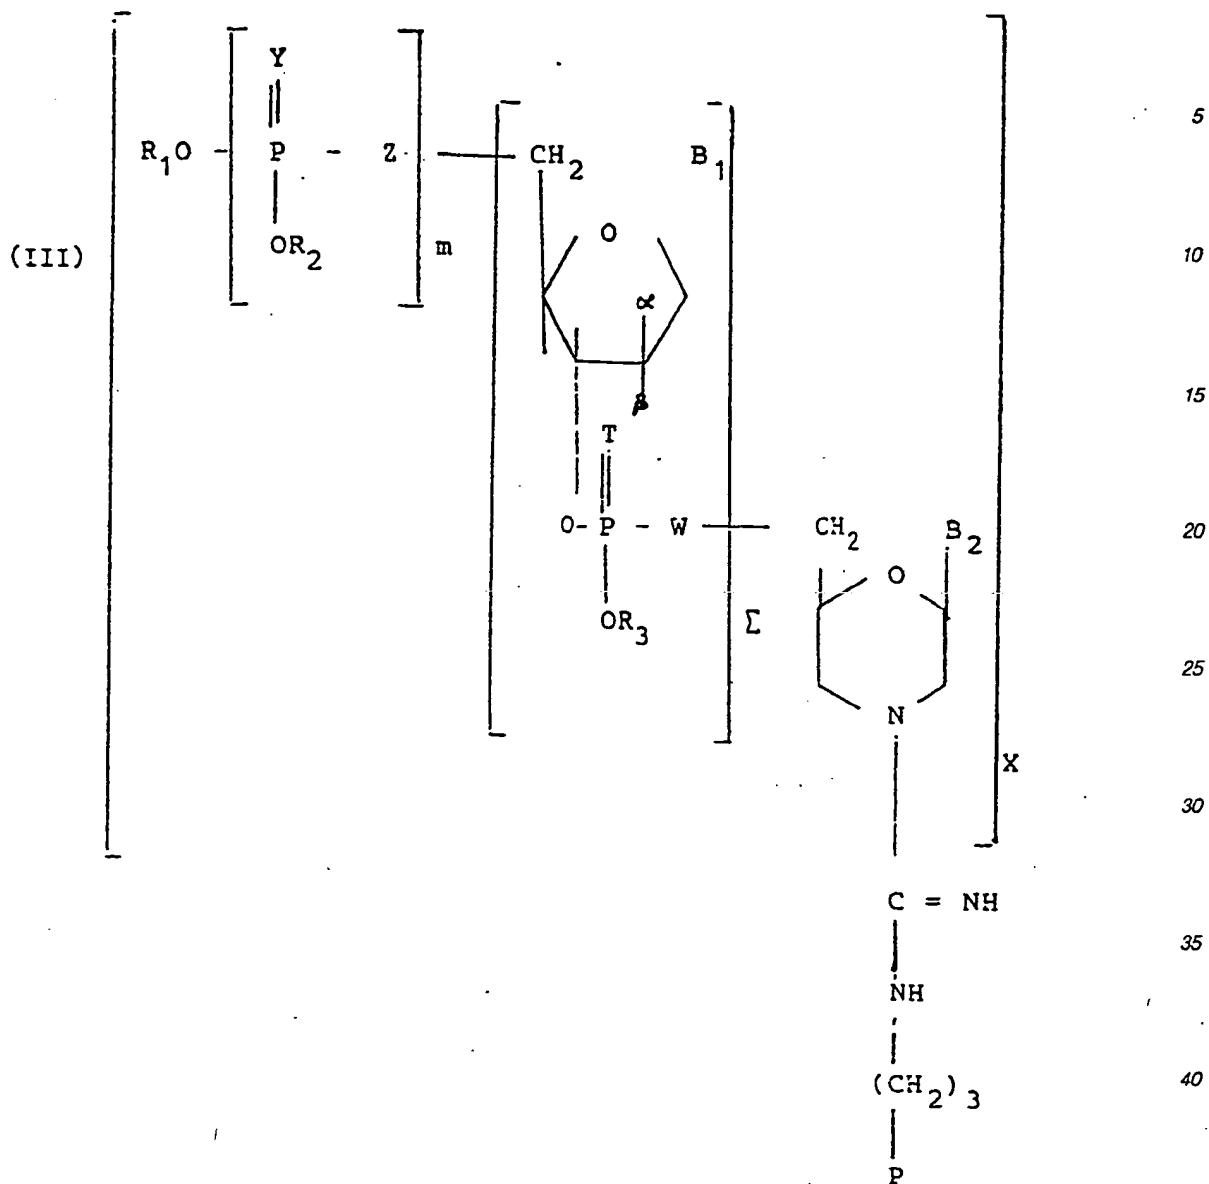 Y
5
R1O - P - Z CH2 B1
(III) OR2 m O 10
α
β 15
T
O- P - W CH2 B2 20
O
OR3 Σ
25
N
X
30
C = NH
35
NH
(CH2)3 40
P